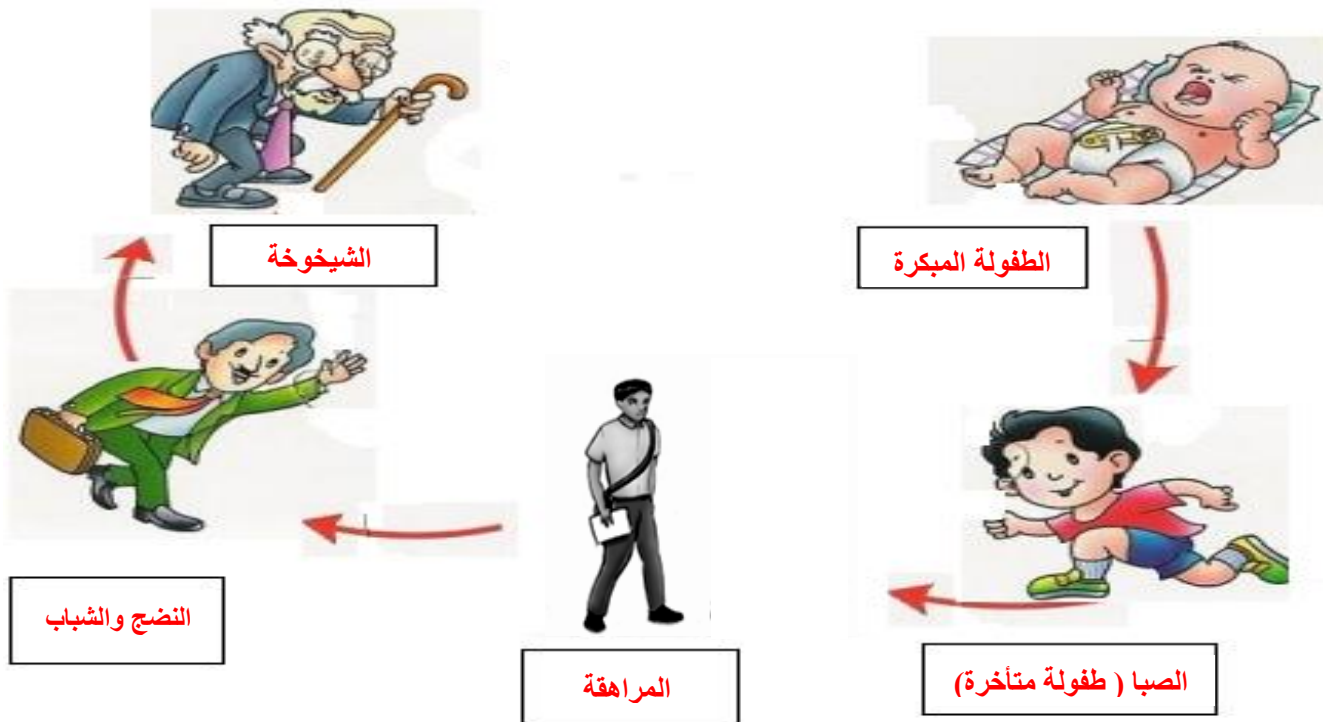 الطفولة المبكرة
الصبا ( طفولة متأخرة)
المراهقة
النضج والشباب
الشيخوخة